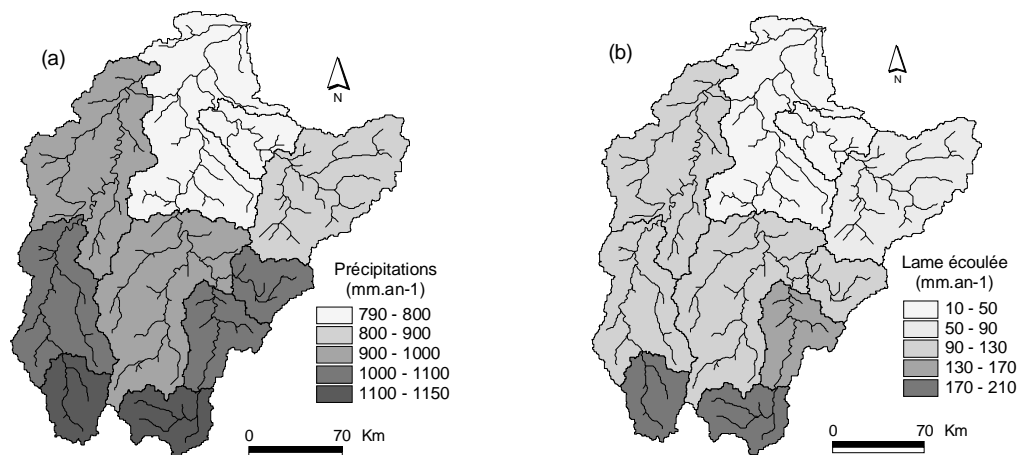 (a)
N
Précipitations
(mm.an-1)
790 - 800
800 - 900
900 - 1000
1000 - 1100
1100 - 1150
0 70 Km
(b)
N
Lame écoulée
(mm.an-1)
10 - 50
50 - 90
90 - 130
130 - 170
170 - 210
0 70 Km